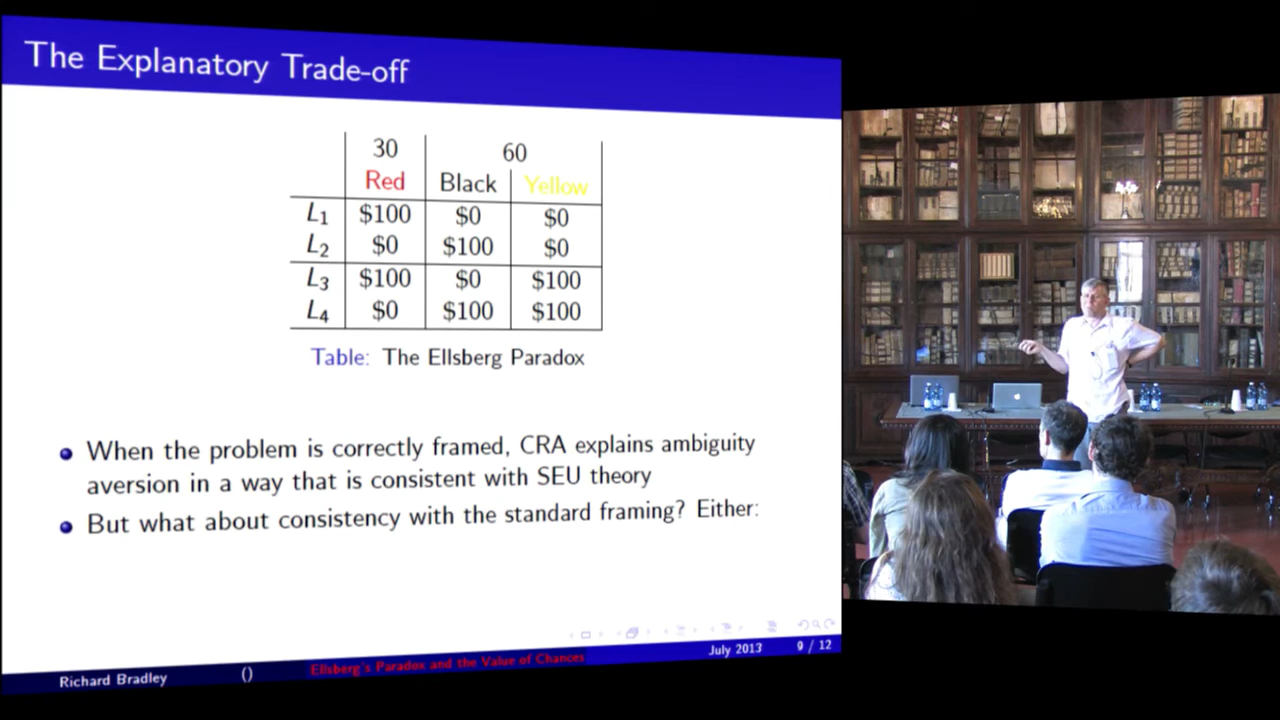 The Explanatory Trade-off
30 60
Red Black Yellow
L1 $100 $0 $0
L2 $0 $100 $0
L3 $100 $0 $100
L4 $0 $100 $100
Table: The Ellsberg Paradox
When the problem is correctly framed, CRA explains ambiguity
aversion in a way that is consistent with SEU theory
But what about consistency with the standard framing? Either:
Richard Bradley () Ellsberg's Paradox and the Value of Chances July 2013 9 / 12